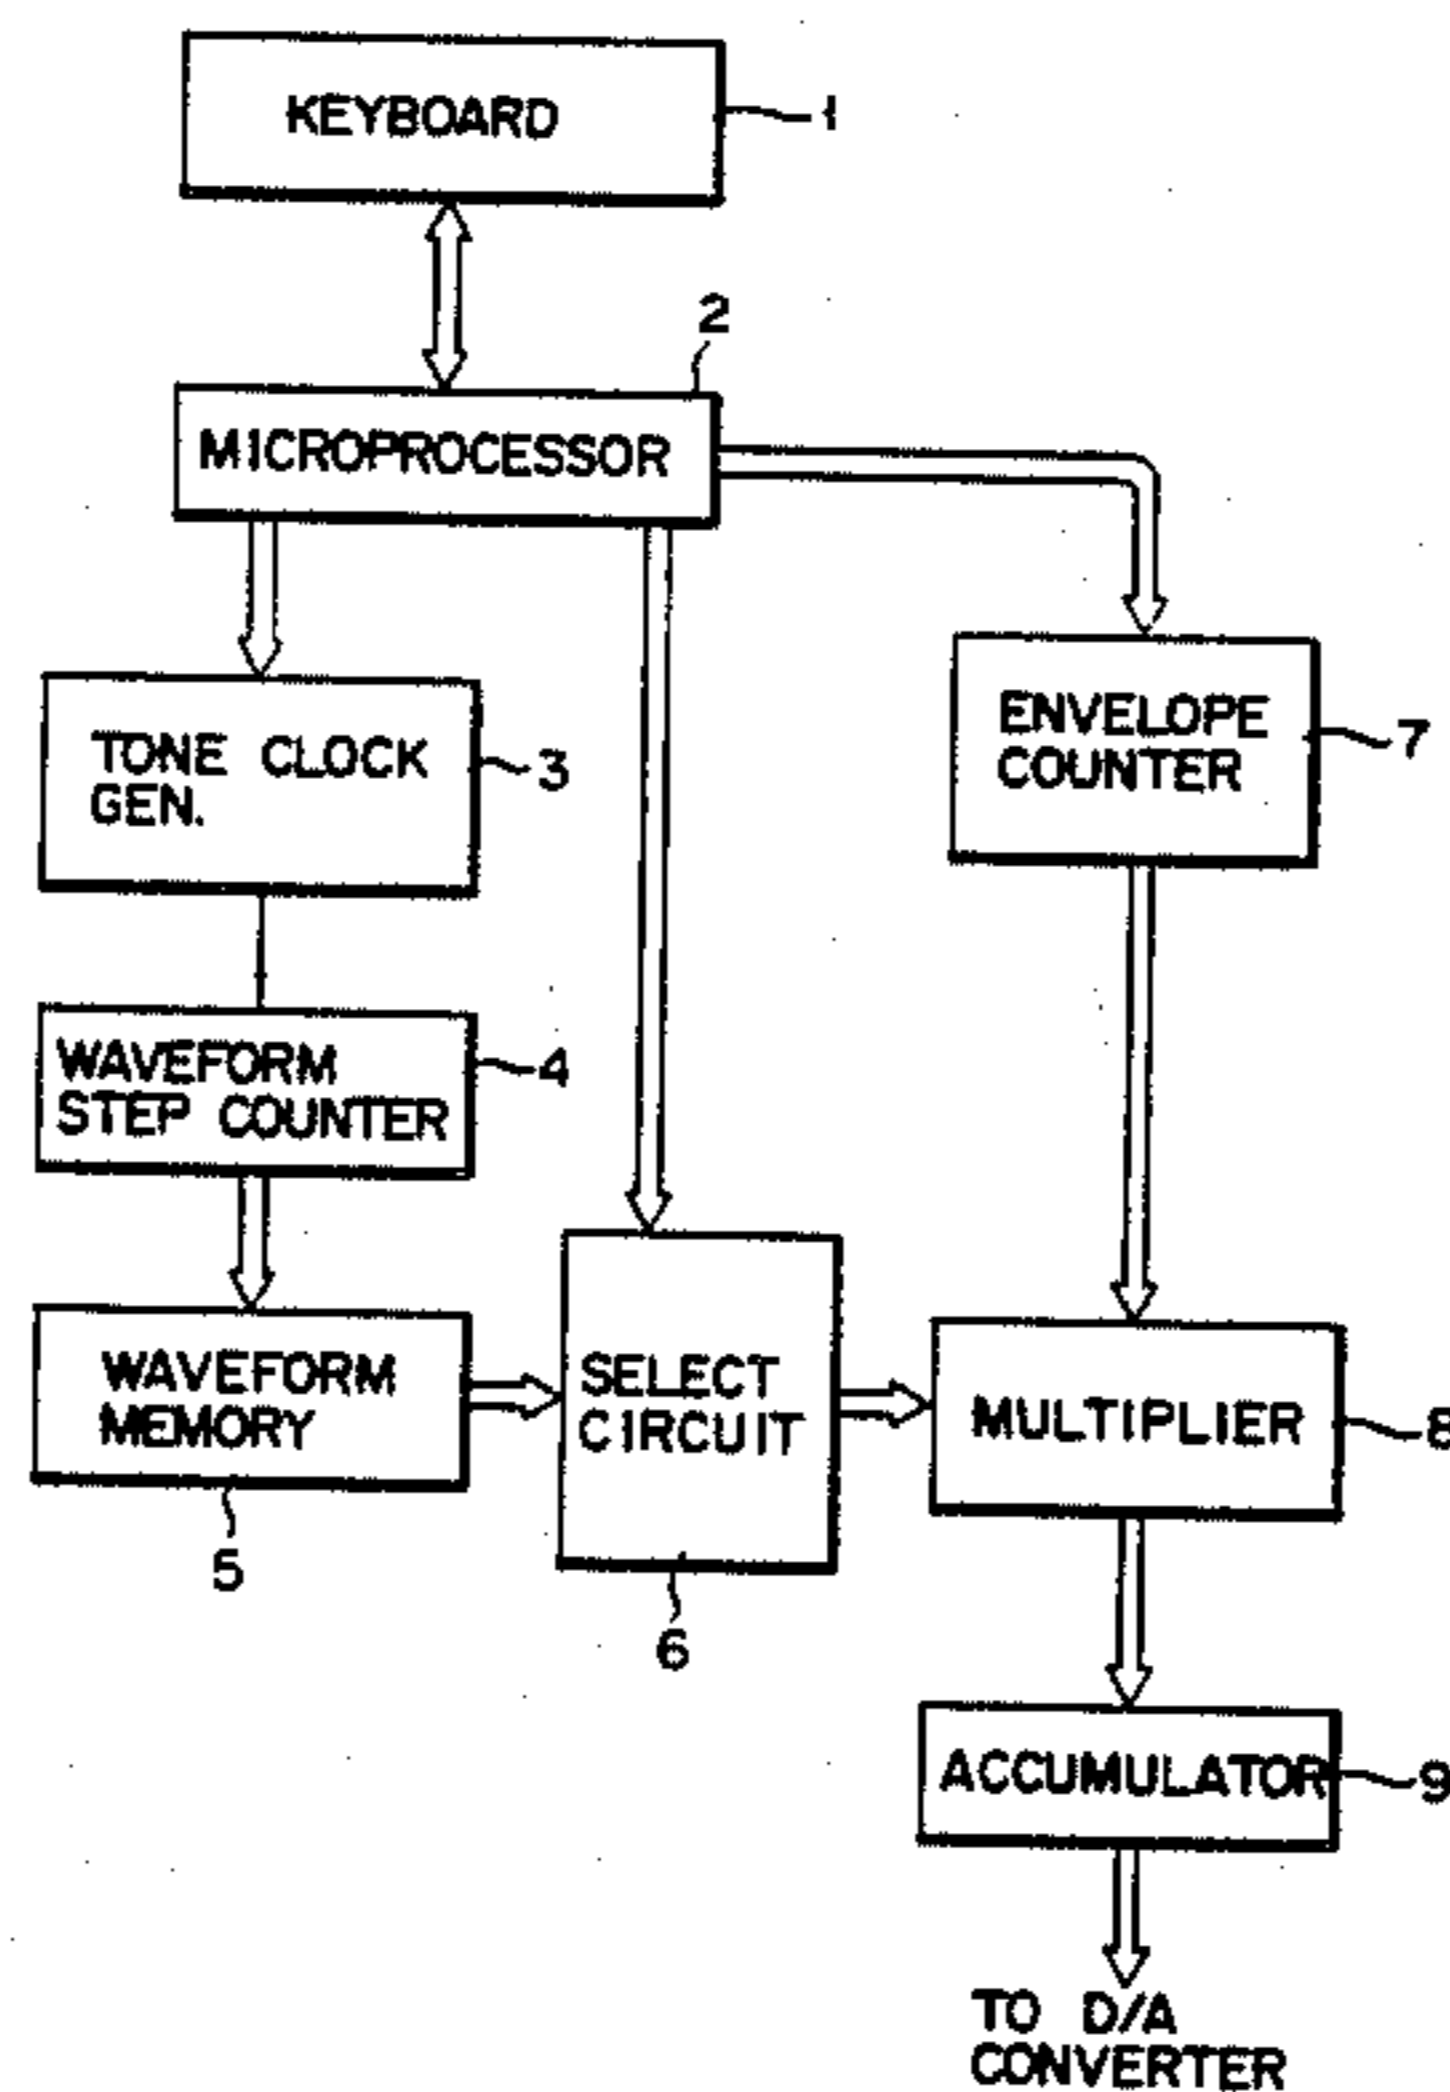 KEYBOARD
1
2
MICROPROCESSOR
TONE CLOCK
GEN.
3
ENVELOPE
COUNTER
7
WAVEFORM
STEP COUNTER
4
WAVEFORM
MEMORY
5
SELECT
CIRCUIT
6
MULTIPLIER
8
ACCUMULATOR
9
TO D/A
CONVERTER